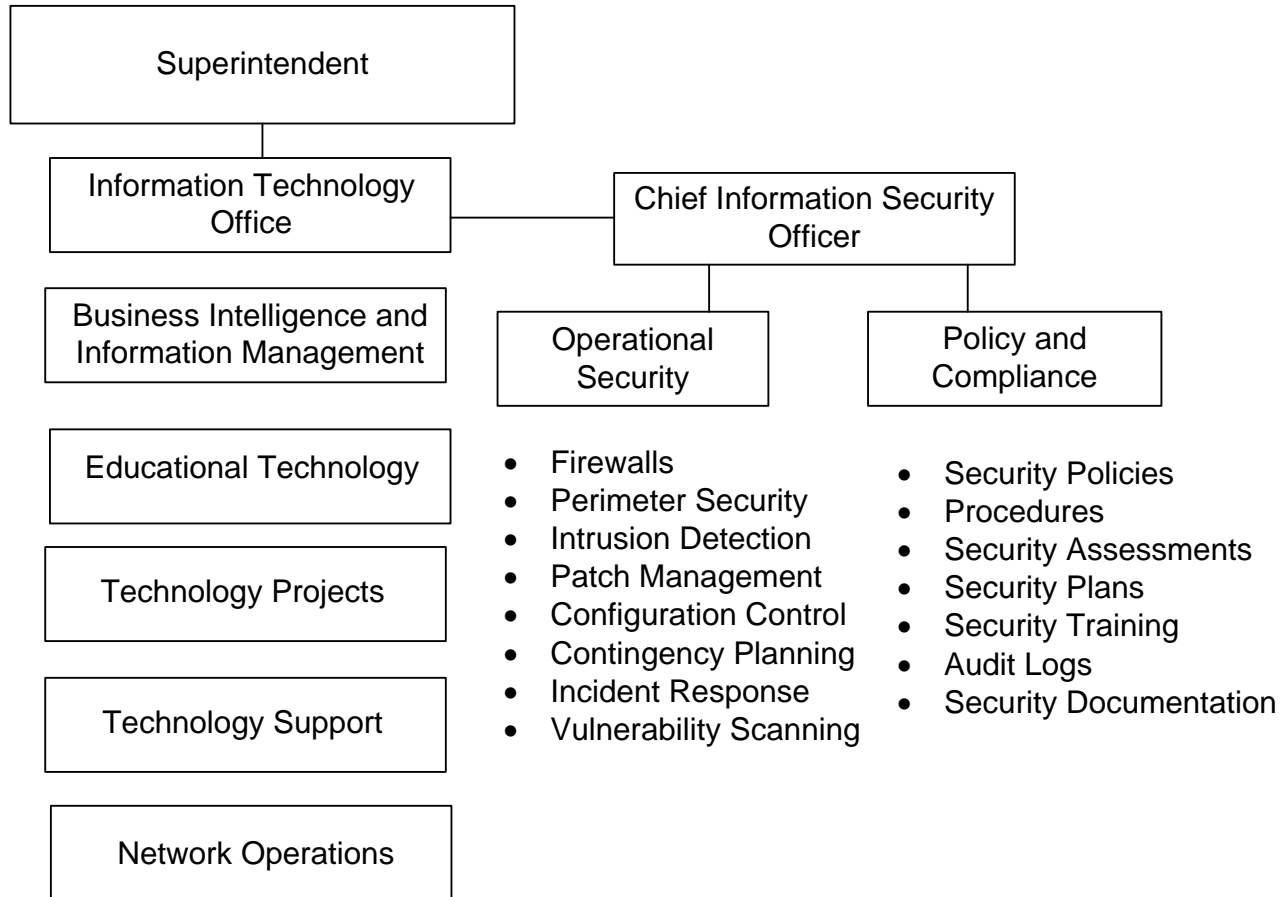 Superintendent
Information Technology
Office
Chief Information Security
Officer
Business Intelligence and
Information Management
Operational
Security
Policy and
Compliance
Educational Technology
Technology Projects
Technology Support
Network Operations
• Firewalls
• Perimeter Security
• Intrusion Detection
• Patch Management
• Configuration Control
• Contingency Planning
• Incident Response
• Vulnerability Scanning
• Security Policies
• Procedures
• Security Assessments
• Security Plans
• Security Training
• Audit Logs
• Security Documentation